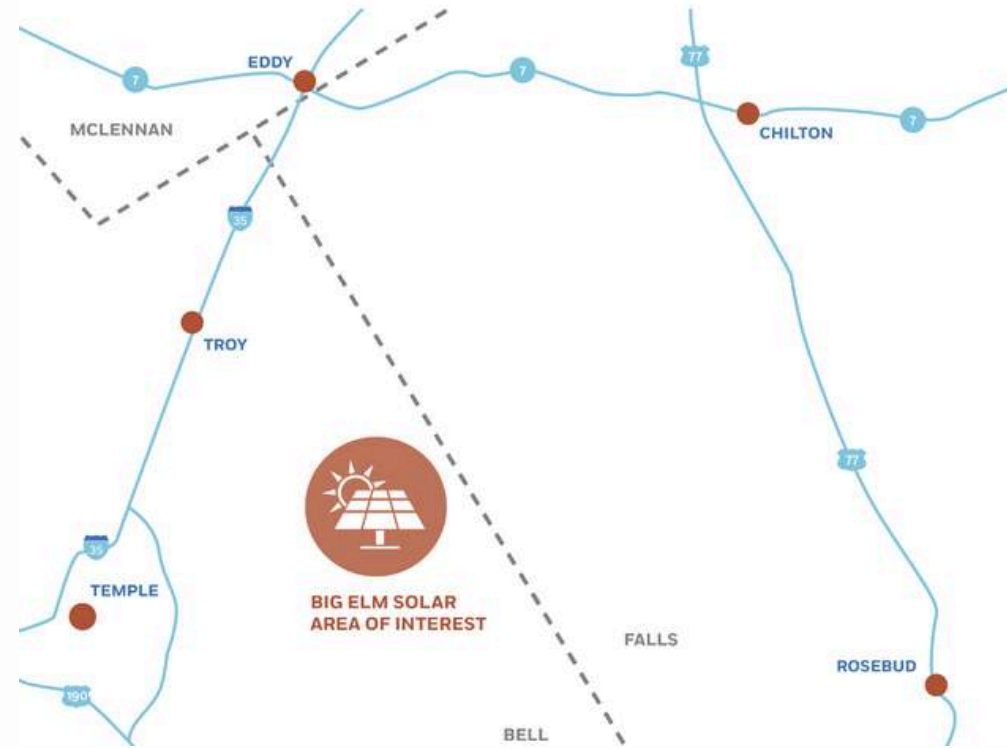 EDDY
77
7
7
MCLENNAN
CHILTON
7
35
TROY
77
35
TEMPLE
BIG ELM SOLAR
AREA OF INTEREST
FALLS
ROSEBUD
190
BELL